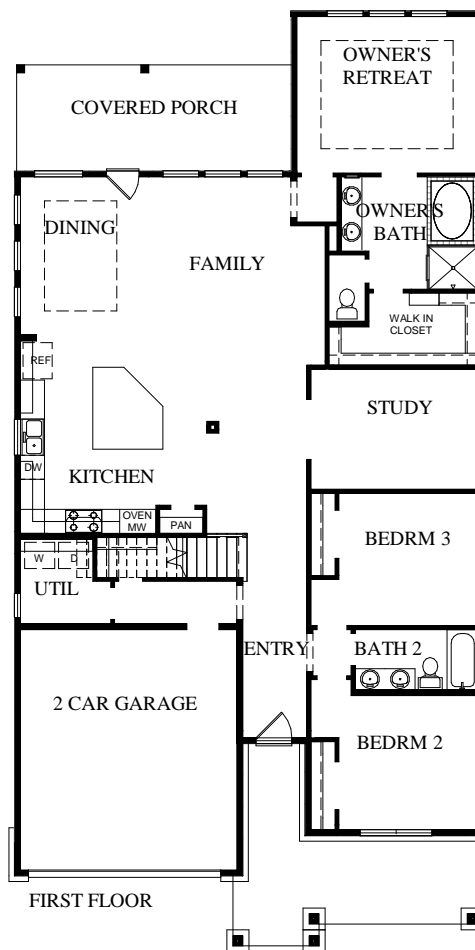 OWNER'S
RETREAT
COVERED PORCH
DINING
OWNER'S
BATH
FAMILY
WALK IN
CLOSET
REF
STUDY
DW
KITCHEN
OVEN
MW
PAN
BEDRM 3
W
D
UTIL
ENTRY
BATH 2
2 CAR GARAGE
BEDRM 2
FIRST FLOOR